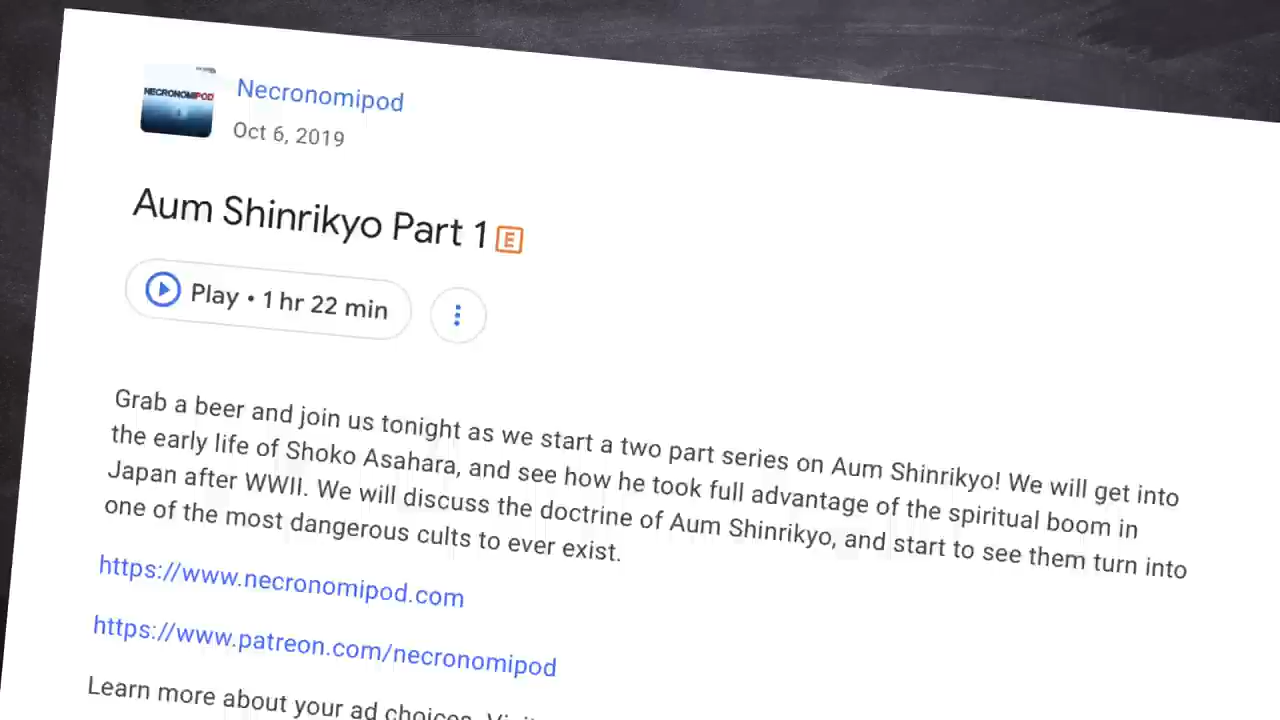 NECRONOMIPOD
Necronomipod
Oct 6, 2019
Aum Shinrikyo Part 1 E
Play • 1 hr 22 min
Grab a beer and join us tonight as we start a two part series on Aum Shinrikyo! We will get into
the early life of Shoko Asahara, and see how he took full advantage of the spiritual boom in
Japan after WWII. We will discuss the doctrine of Aum Shinrikyo, and start to see them turn into
one of the most dangerous cults to ever exist.
https://www.necronomipod.com
https://www.patreon.com/necronomipod
Learn more about your ad choices.